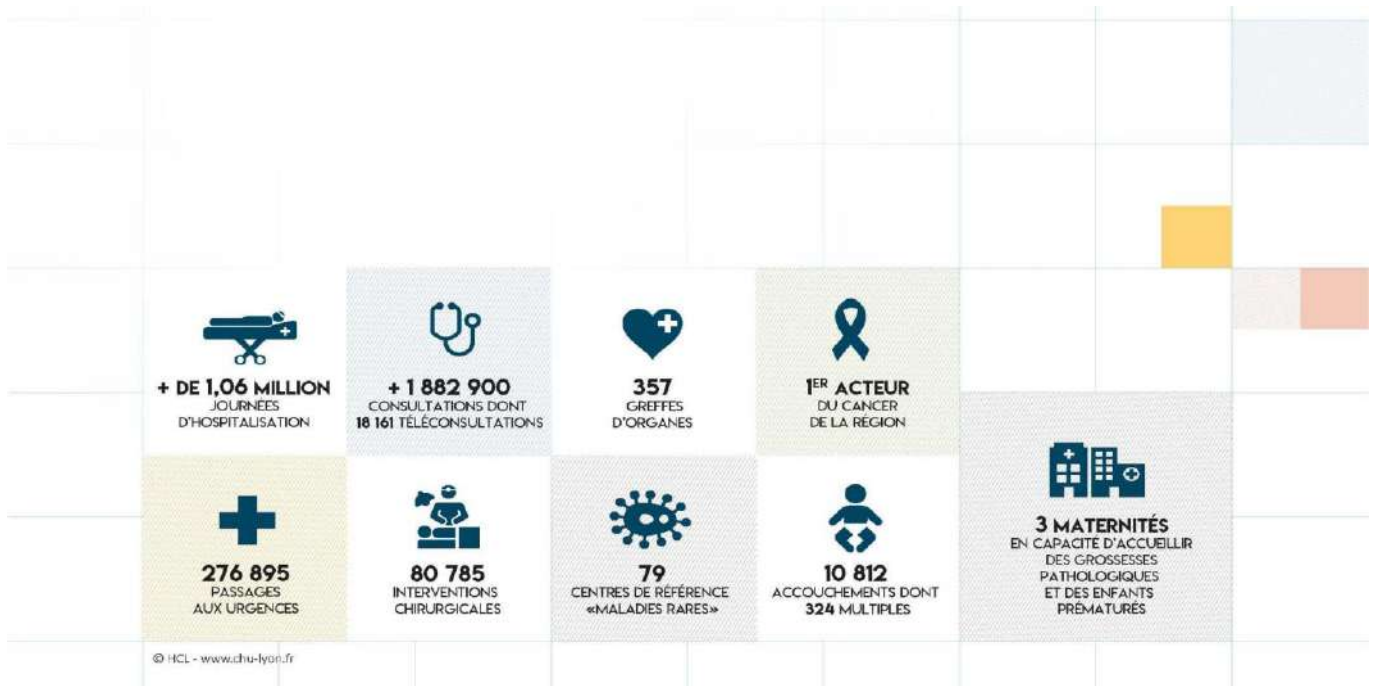 + DE 1,06 MILLION
JOURNÉES
D'HOSPITALISATION
+ 1 882 900
CONSULTATIONS DONT
18 161 TÉLÉCONSULTATIONS
357
GREFFES
D'ORGANES
1ER ACTEUR
DU CANCER
DE LA RÉGION
276 895
PASSAGES
AUX URGENCES
80 785
INTERVENTIONS
CHIRURGICALES
79
CENTRES DE RÉFÉRENCE
«MALADIES RARES»
10 812
ACCOUCHEMENTS DONT
324 MULTIPLES
3 MATERNITÉS
EN CAPACITÉ D'ACCUEILLIR
DES GROSSESSES
PATHOLOGIQUES
ET DES ENFANTS
PRÉMATURÉS
© HCL - www.chu-lyon.fr